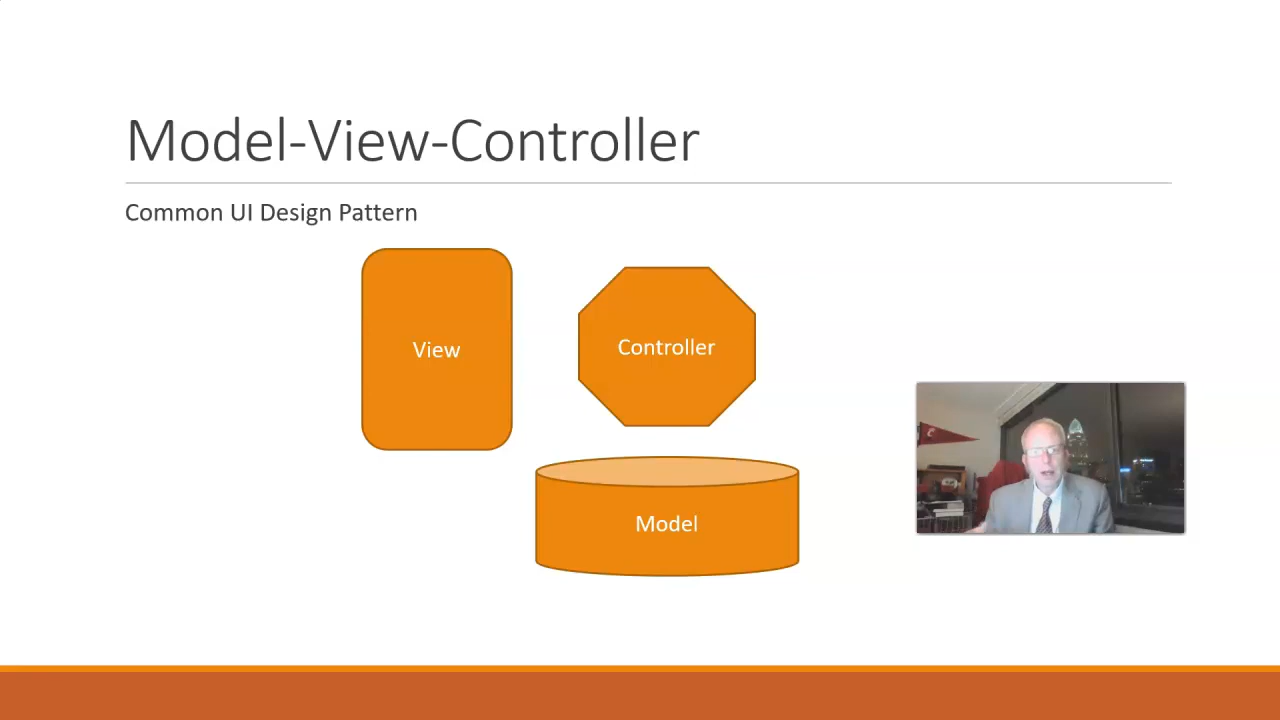 Model-View-Controller
Common UI Design Pattern
View
Controller
Model